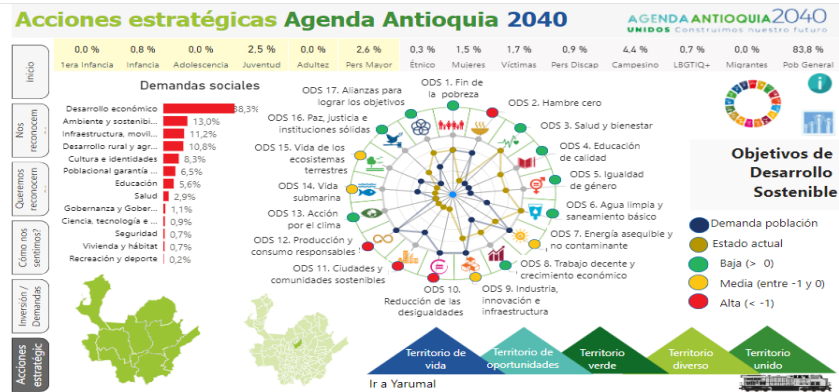 Acciones estratégicas Agenda Antioquia 2040
AGENDA ANTIOQUIA 2040
UNIDOS Construimos nuestro futuro
0,0 % 0,8 % 0,0 % 2,5 % 0,0 % 2,6 % 0,3 % 1,5 % 1,7 % 0,9 % 4,4 % 0,7 % 0,0 % 83,8 %
1era Infancia Infancia Adolescencia Juventud Adultez Pers Mayor Étnico Mujeres Víctimas Pers Discap Campesino LBGTIQ+ Migrantes Pob General
Inicio
Nos
reconocem
Queremos
reconocem
Cómo nos
sentimos?
Inversión /
Demandas
Acciones
estratégic
Demandas sociales
Desarrollo económico 38,3%
Ambiente y sostenibi... 13,0%
Infraestructura, movil... 11,2%
Desarrollo rural y agr... 10,8%
Cultura e identidades 8,3%
Poblacional garantía ... 6,5%
Educación 5,6%
Salud 2,9%
Gobernanza y Gober... 1,1%
Ciencia, tecnología e ... 0,9%
Seguridad 0,7%
Vivienda y hábitat 0,7%
Recreación y deporte 0,2%
ODS 1. Fin de
la pobreza
ODS 2. Hambre cero
ODS 3. Salud y bienestar
ODS 4. Educación
de calidad
ODS 5. Igualdad
de género
ODS 6. Agua limpia y
saneamiento básico
ODS 7. Energía asequible y
no contaminante
ODS 8. Trabajo decente y
crecimiento económico
ODS 9. Industria,
innovación e
infraestructura
ODS 10.
Reducción de las
desigualdades
ODS 11. Ciudades y
comunidades sostenibles
ODS 12. Producción y
consumo responsables
ODS 13. Acción
por el clima
ODS 14. Vida
submarina
ODS 15. Vida de los
ecosistemas
terrestres
ODS 16. Paz, justicia e
instituciones sólidas
ODS 17. Alianzas para
lograr los objetivos
Objetivos de
Desarrollo
Sostenible
Demanda población
Estado actual
Baja (> 0)
Media (entre -1 y 0)
Alta (< -1)
Territorio de
vida
Territorio de
oportunidades
Territorio
verde
Territorio
diverso
Territorio
unido
Ir a Yarumal